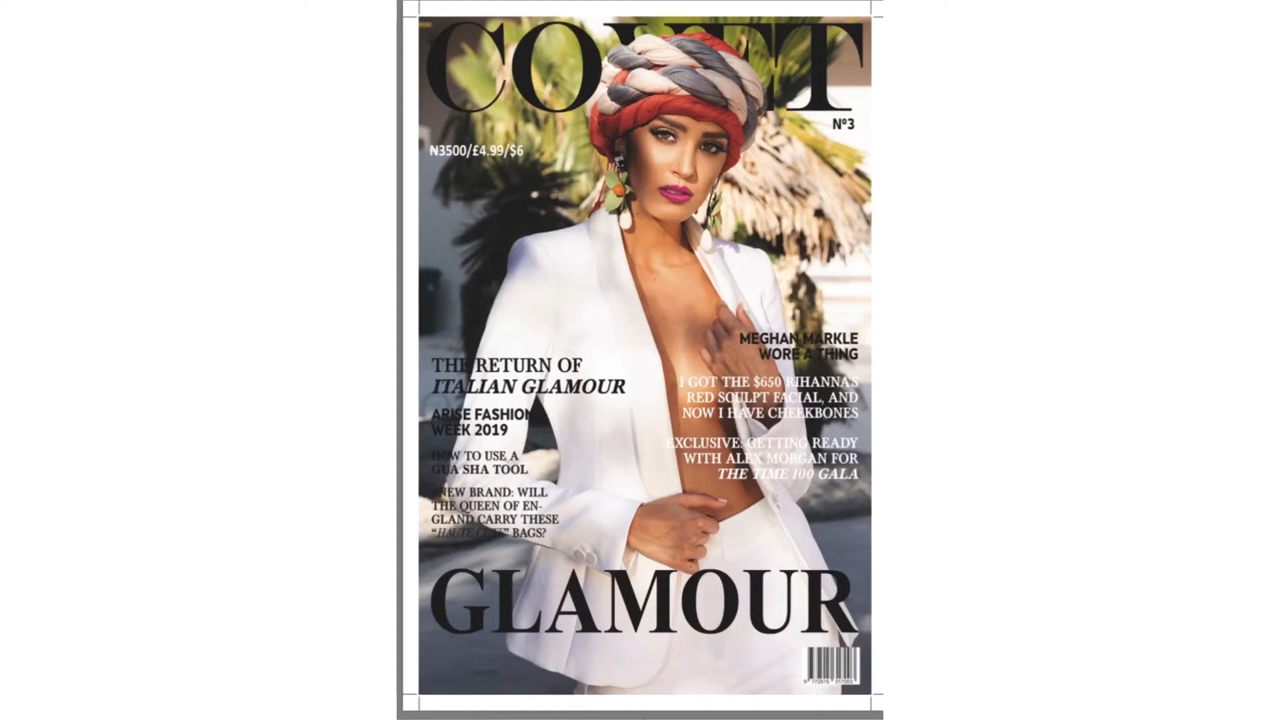 COVET
Nº3
₦3500/£4.99/$6
THE RETURN OF
ITALIAN GLAMOUR
ARISE FASHION
WEEK 2019
HOW TO USE A
GUA SHA TOOL
NEW BRAND: WILL
THE QUEEN OF EN-
GLAND CARRY THESE
“HAUTE BAGS?
MEGHAN MARKLE
WORE A THING
I GOT THE $650 RIHANNA'S
RED SCULPT FACIAL, AND
NOW I HAVE CHEEKBONES
EXCLUSIVE: GETTING READY
WITH ALEX MORGAN FOR
THE TIME 100 GALA
GLAMOUR